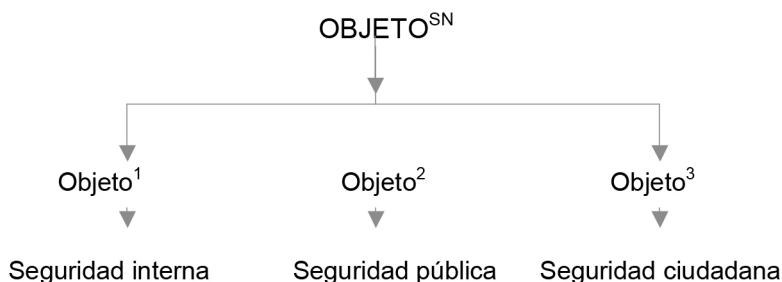 OBJETO^SN
Objeto^1 Objeto^2 Objeto^3
Seguridad interna Seguridad pública Seguridad ciudadana